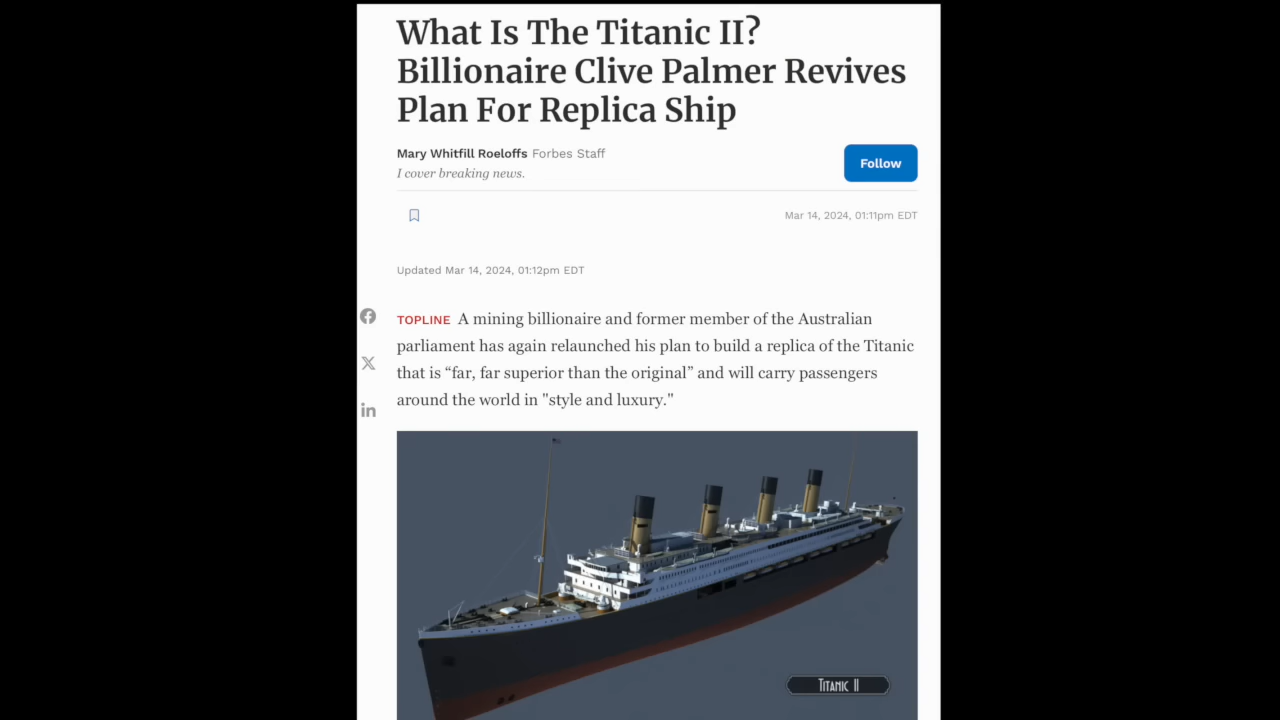 What Is The Titanic II?
Billionaire Clive Palmer Revives
Plan For Replica Ship
Mary Whitfill Roeloffs Forbes Staff
I cover breaking news.
Follow
Mar 14, 2024, 01:11pm EDT
Updated Mar 14, 2024, 01:12pm EDT
TOPLINE A mining billionaire and former member of the Australian
parliament has again relaunched his plan to build a replica of the Titanic
that is “far, far superior than the original” and will carry passengers
around the world in "style and luxury."
TITANIC II